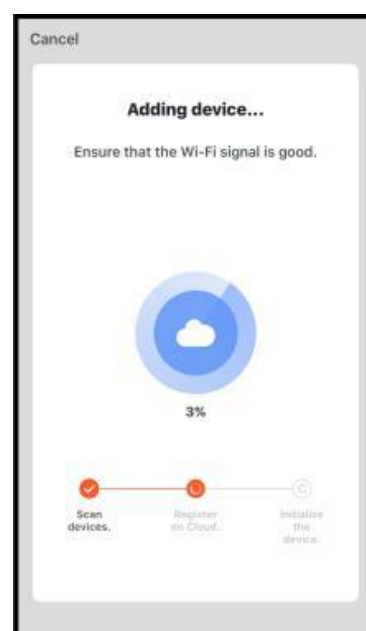 Cancel
Adding device...
Ensure that the Wi-Fi signal is good.
3%
Scan
devices.
Register
on Cloud.
Initialize
the
device.